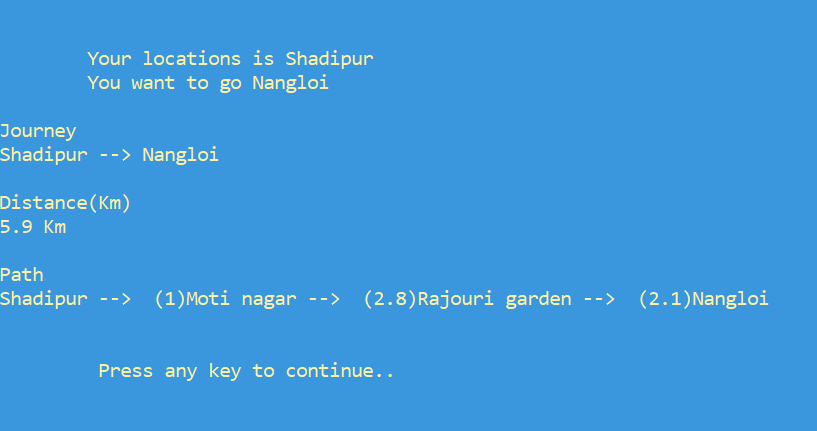 Your locations is Shadipur
You want to go Nangloi
Journey
Shadipur --> Nangloi
Distance(Km)
5.9 Km
Path
Shadipur -->  (1)Moti nagar -->  (2.8)Rajouri garden -->  (2.1)Nangloi
Press any key to continue..